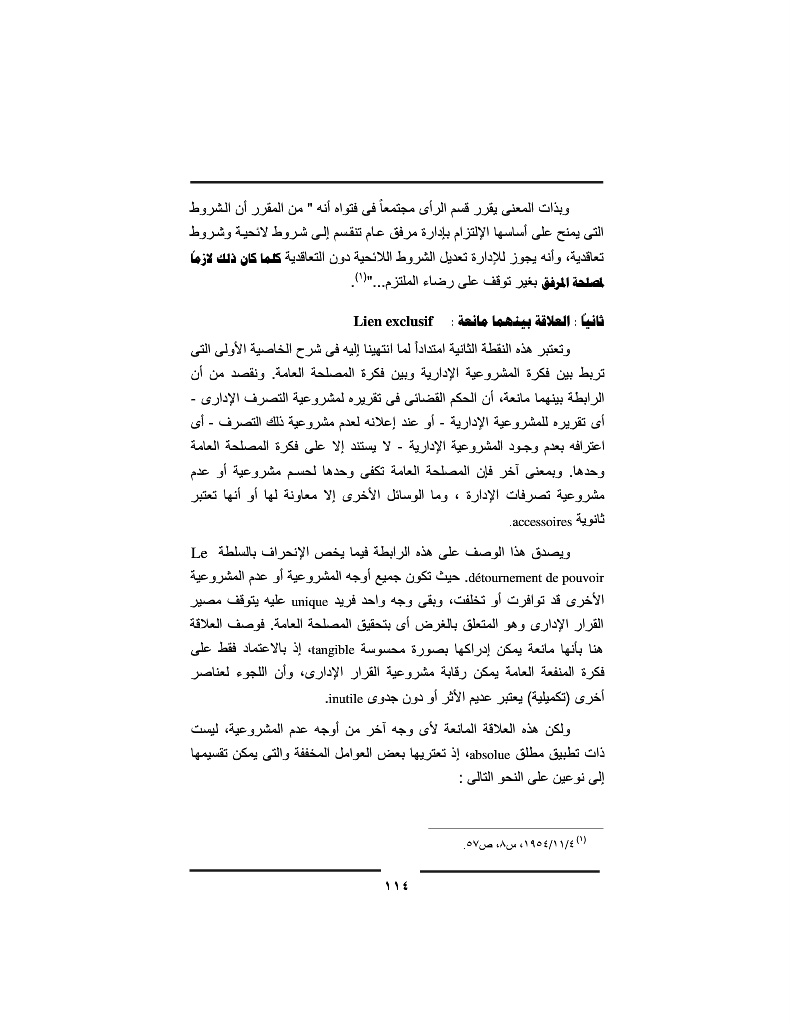 وبذات المعنى يقرر قسم الرأى مجتمعاً فى فتواه أنه " من المقرر أن الشروط
التى يمنح على أساسها الإلتزام بإدارة مرفق عام تنقسم إلى شروط لائحية وشروط
تعاقدية، وأنه يجوز للإدارة تعديل الشروط اللائحية دون التعاقدية كلما كان ذلك لازماً
لمصلحة المرفق بغير توقف على رضاء الملتزم..."(١).
ثانياً : العلاقة بينهما مانعة : Lien exclusif
وتعتبر هذه النقطة الثانية امتداداً لما انتهينا إليه فى شرح الخاصية الأولى التى
تربط بين فكرة المشروعية الإدارية وبين فكرة المصلحة العامة. ونقصد من أن
الرابطة بينهما مانعة، أن الحكم القضائى فى تقريره لمشروعية التصرف الإدارى -
أى تقريره للمشروعية الإدارية - أو عند إعلانه لعدم مشروعية ذلك التصرف - أى
اعترافه بعدم وجود المشروعية الإدارية - لا يستند إلا على فكرة المصلحة العامة
وحدها. وبمعنى آخر فإن المصلحة العامة تكفى وحدها لحسم مشروعية أو عدم
مشروعية تصرفات الإدارة ، وما الوسائل الأخرى إلا معاونة لها أو أنها تعتبر
ثانوية accessoires.
ويصدق هذا الوصف على هذه الرابطة فيما يخص الإنحراف بالسلطة Le
détournement de pouvoir. حيث تكون جميع أوجه المشروعية أو عدم المشروعية
الأخرى قد توافرت أو تخلفت، وبقى وجه واحد فريد unique عليه يتوقف مصير
القرار الإدارى وهو المتعلق بالغرض أى بتحقيق المصلحة العامة. فوصف العلاقة
هنا بأنها مانعة يمكن إدراكها بصورة محسوسة tangible، إذ بالاعتماد فقط على
فكرة المنفعة العامة يمكن رقابة مشروعية القرار الإدارى، وأن اللجوء لعناصر
أخرى (تكميلية) يعتبر عديم الأثر أو دون جدوى inutile.
ولكن هذه العلاقة المانعة لأى وجه آخر من أوجه عدم المشروعية، ليست
ذات تطبيق مطلق absolue، إذ تعتريها بعض العوامل المخففة والتى يمكن تقسيمها
إلى نوعين على النحو التالى :
(١) ١٩٥٤/١١/٤، س٨، ص٥٧.
١١٤